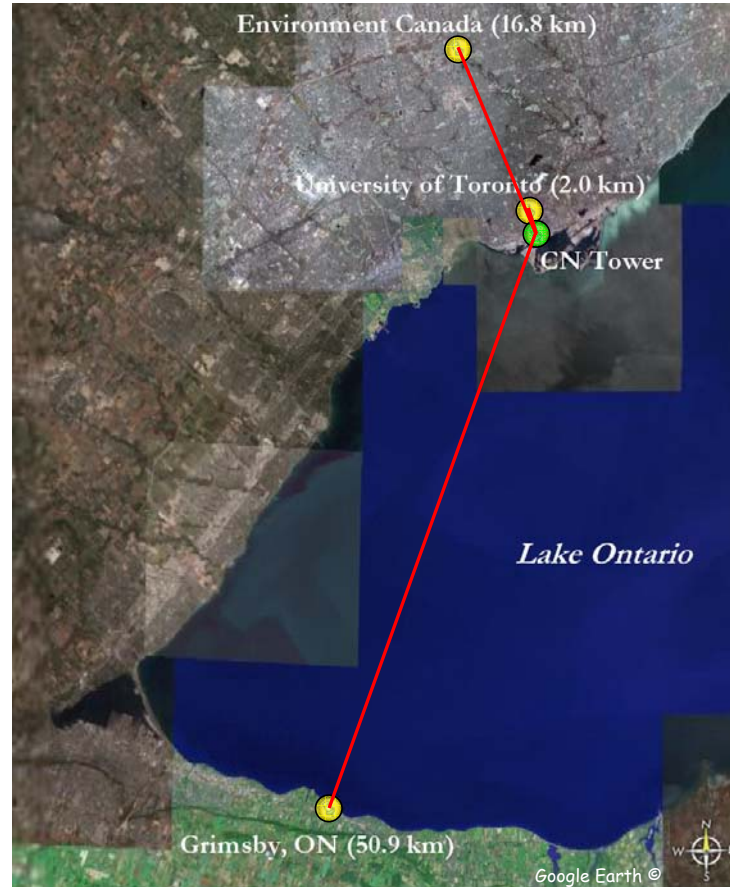 Environment Canada (16.8 km)
University of Toronto (2.0 km)
CN Tower
Lake Ontario
Grimsby, ON (50.9 km)
N
W
S
Google Earth ©